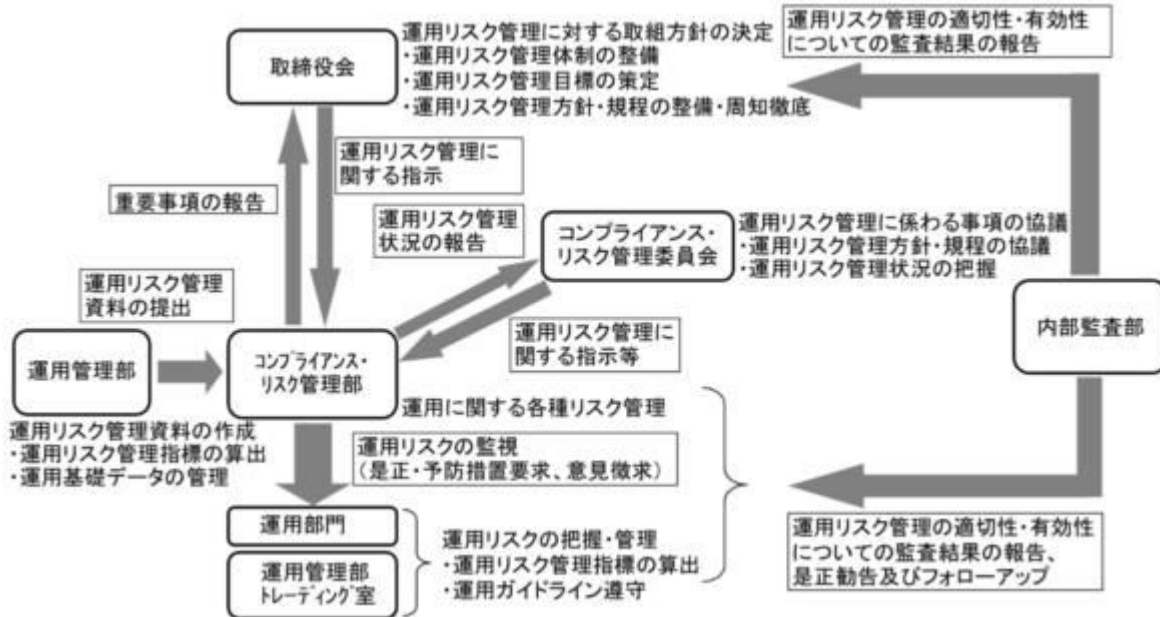 取締役会
運用リスク管理に対する取組方針の決定
・運用リスク管理体制の整備
・運用リスク管理目標の策定
・運用リスク管理方針・規程の整備・周知徹底
運用リスク管理の適切性・有効性
についての監査結果の報告
運用リスク管理に
関する指示
重要事項の報告
運用リスク管理
状況の報告
コンプライアンス・
リスク管理委員会
運用リスク管理に係わる事項の協議
・運用リスク管理方針・規程の協議
・運用リスク管理状況の把握
運用リスク管理
資料の提出
運用リスク管理に
関する指示等
内部監査部
運用管理部
コンプライアンス・
リスク管理部
運用に関する各種リスク管理
運用リスク管理資料の作成
・運用リスク管理指標の算出
・運用基礎データの管理
運用リスクの監視
(是正・予防措置要求、意見徴求)
運用部門
運用管理部
トレーディング室
運用リスクの把握・管理
・運用リスク管理指標の算出
・運用ガイドライン遵守
運用リスク管理の適切性・有効性
についての監査結果の報告、
是正勧告及びフォローアップ